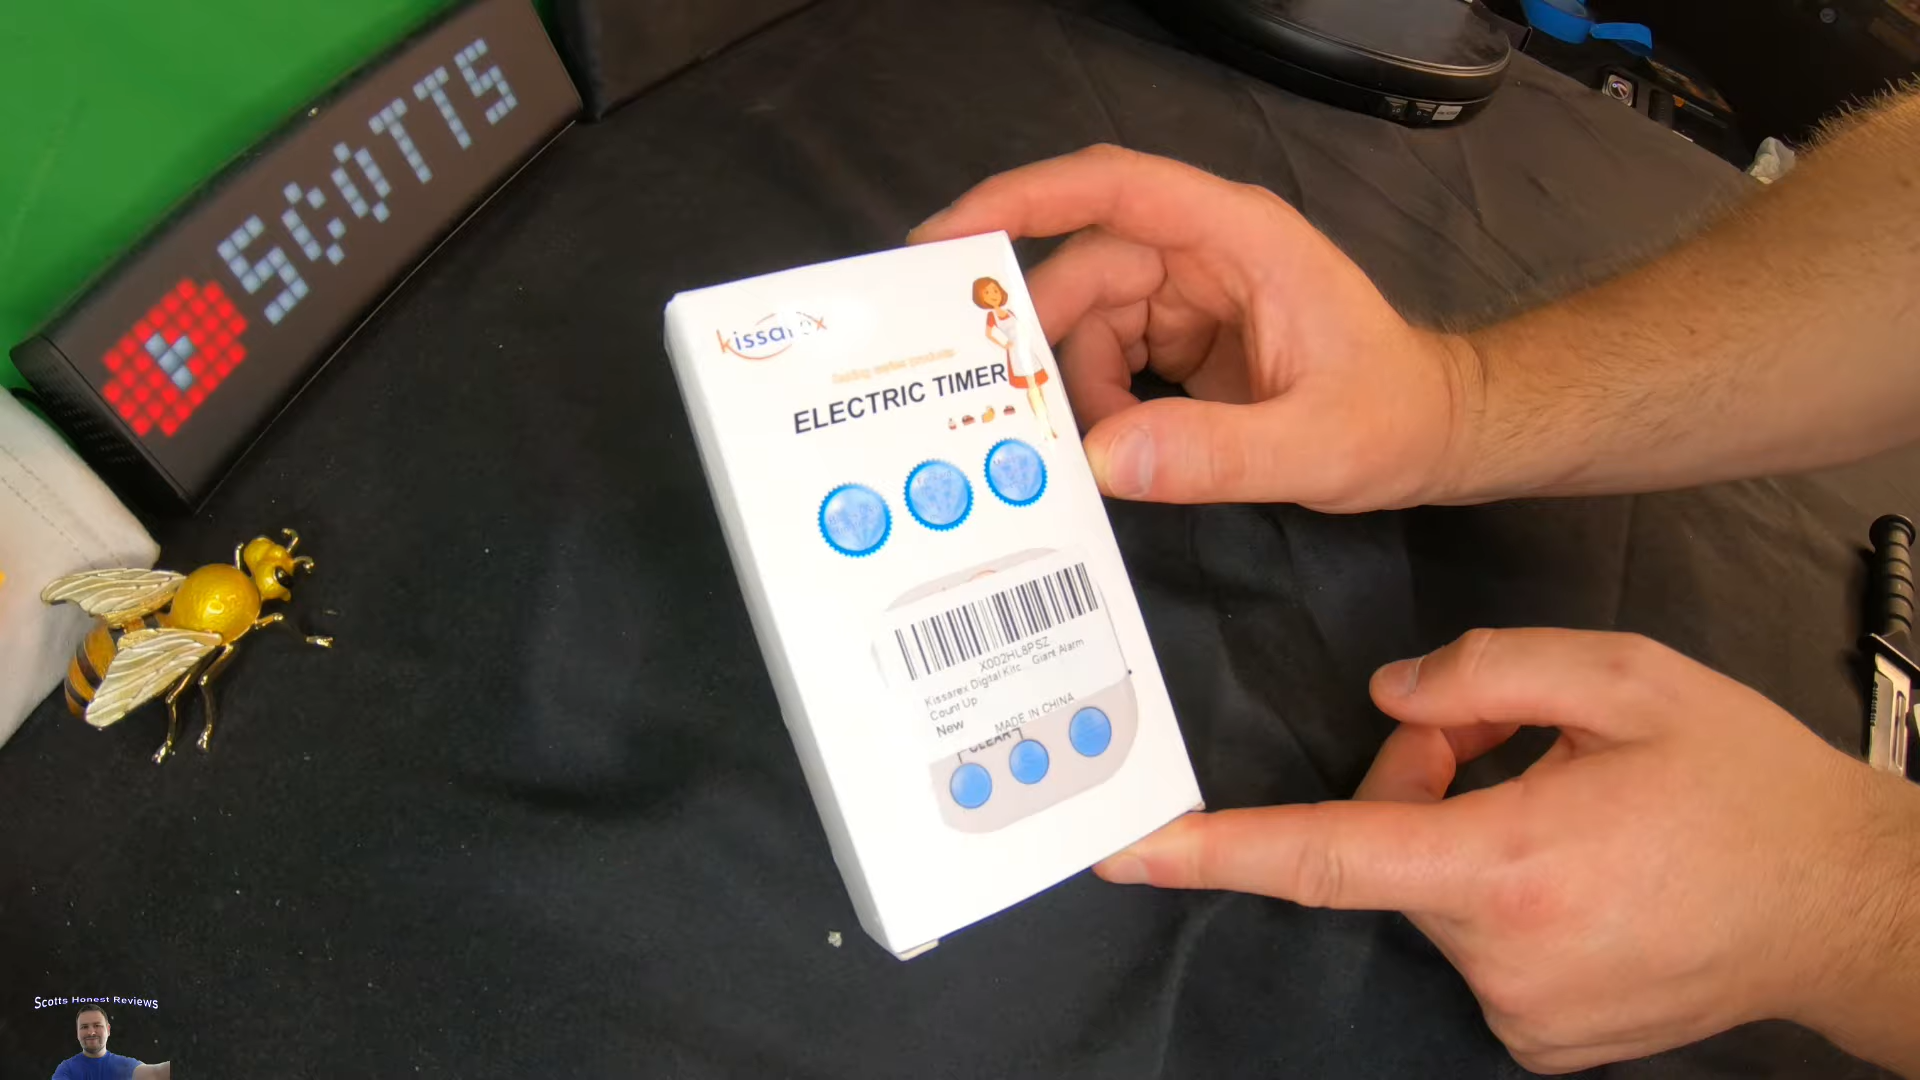 SCOTTS
kissarex
ELECTRIC TIMER
X002HL8PSZ
Kissarex Digital Kitc... Giant Alarm
Count Up
New
MADE IN CHINA
CLEAR
Scotts Honest Reviews